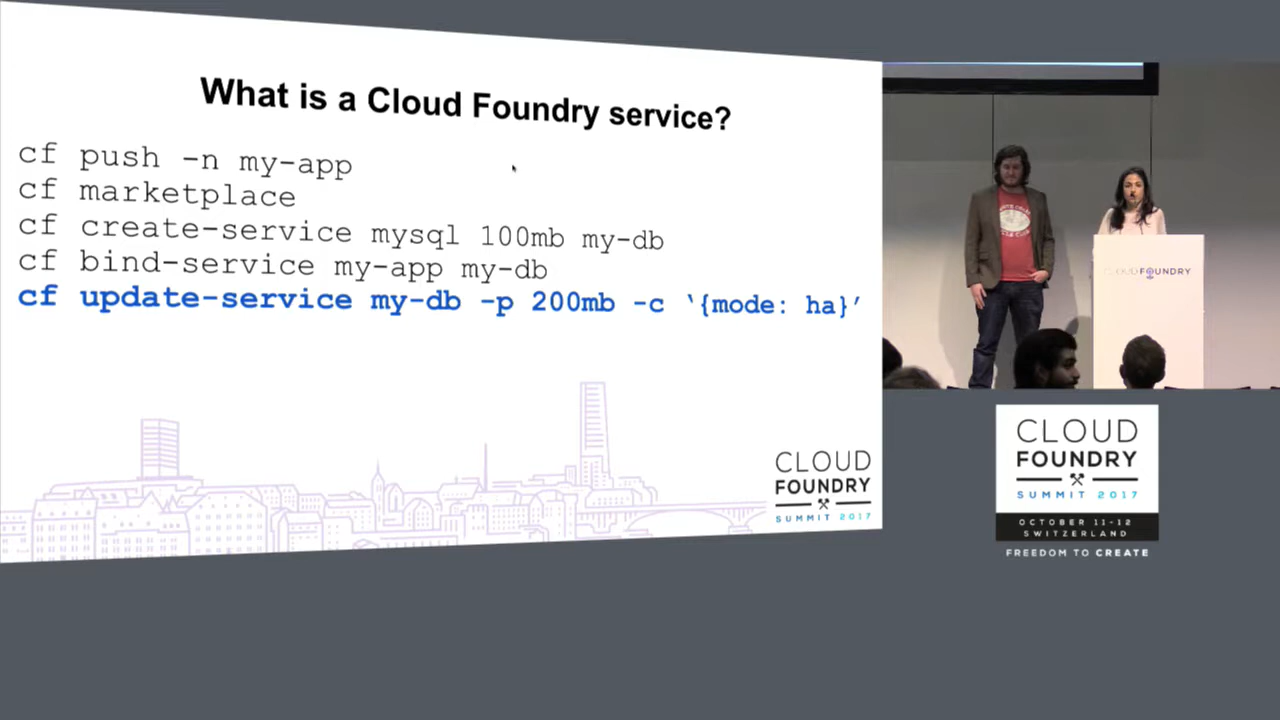 What is a Cloud Foundry service?
cf push -n my-app
cf marketplace
cf create-service mysql 100mb my-db
cf bind-service my-app my-db
cf update-service my-db -p 200mb -c ‘{mode: ha}’
CLOUD
FOUNDRY
SUMMIT 2017
CLOUD FOUNDRY
CLOUD
FOUNDRY
SUMMIT 2017
OCTOBER 11-12
SWITZERLAND
FREEDOM TO CREATE